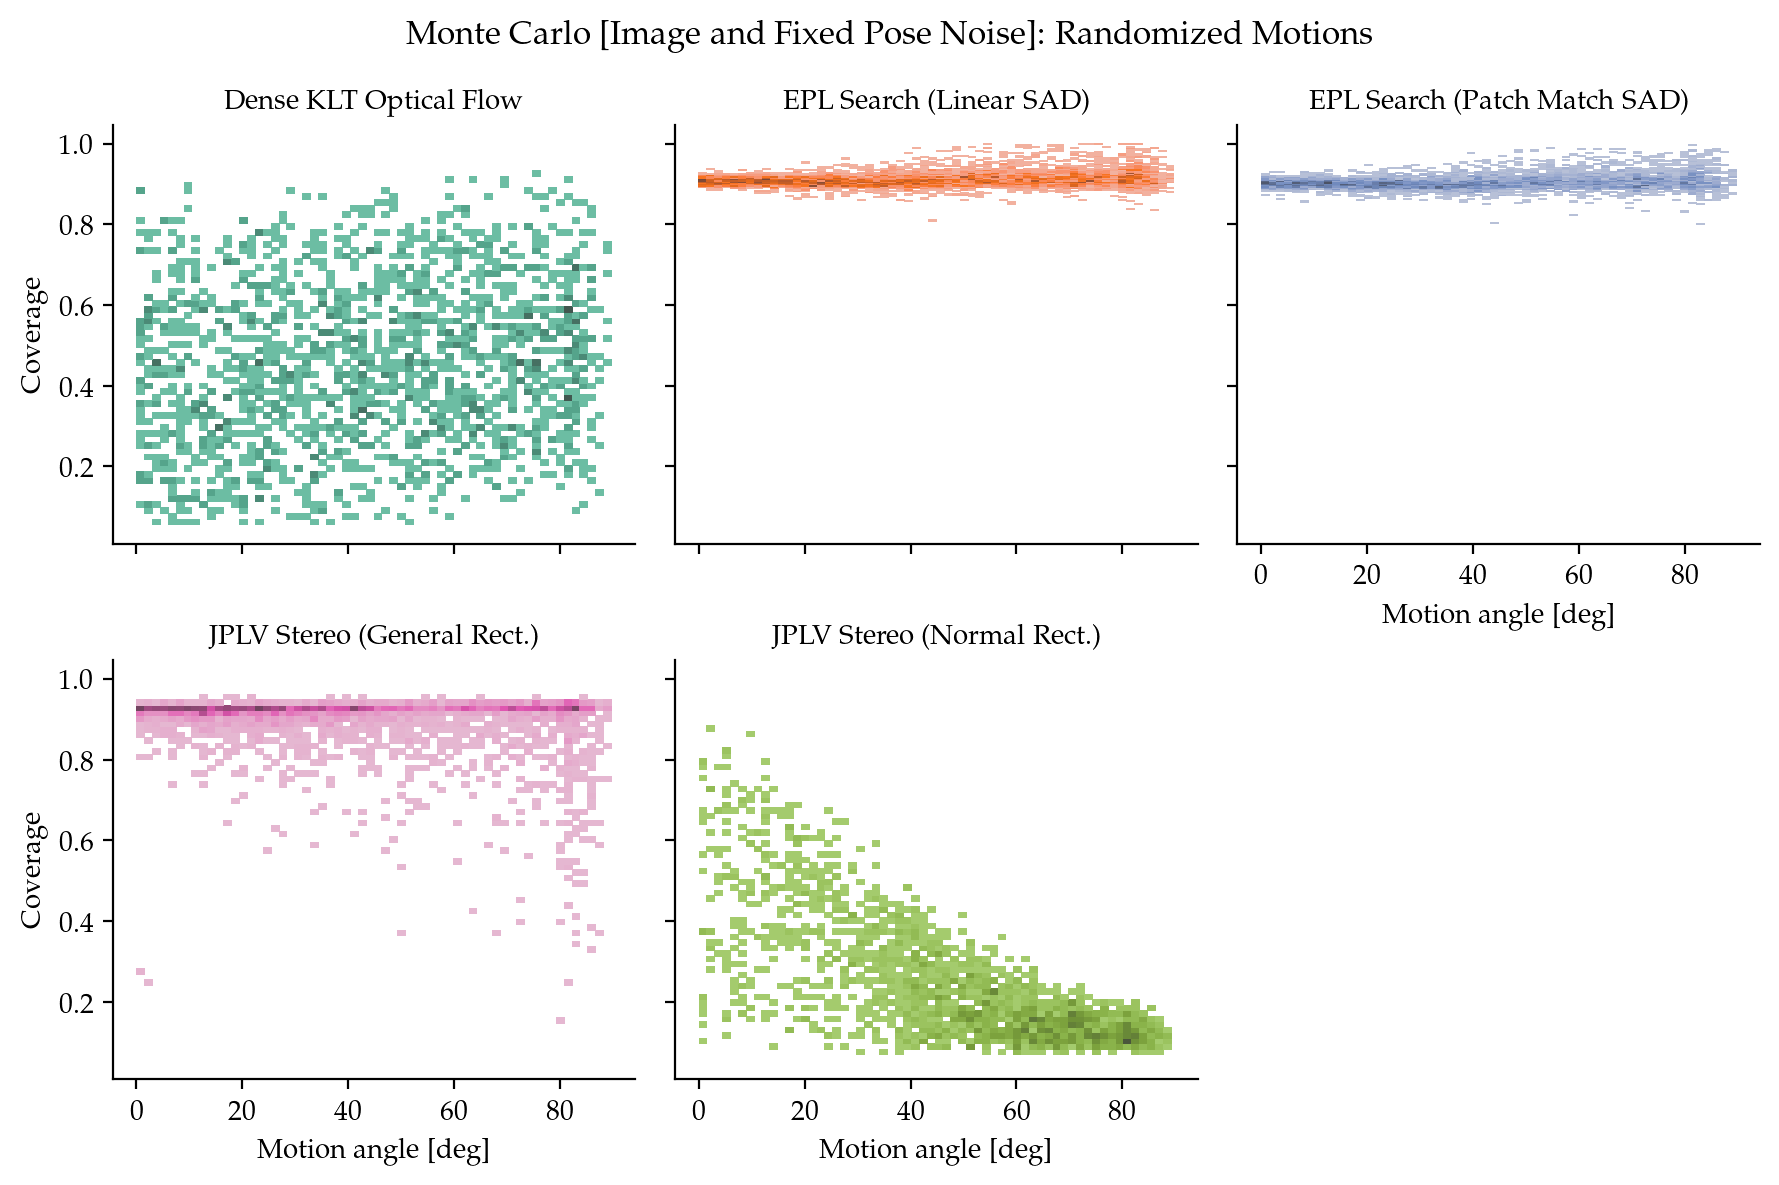 Monte Carlo [Image and Fixed Pose Noise]: Randomized Motions
Dense KLT Optical Flow
EPL Search (Linear SAD)
EPL Search (Patch Match SAD)
Coverage
1.0
0.8
0.6
0.4
0.2
0 20 40 60 80
Motion angle [deg]
JPLV Stereo (General Rect.)
JPLV Stereo (Normal Rect.)
Coverage
1.0
0.8
0.6
0.4
0.2
0 20 40 60 80
Motion angle [deg]
0 20 40 60 80
Motion angle [deg]